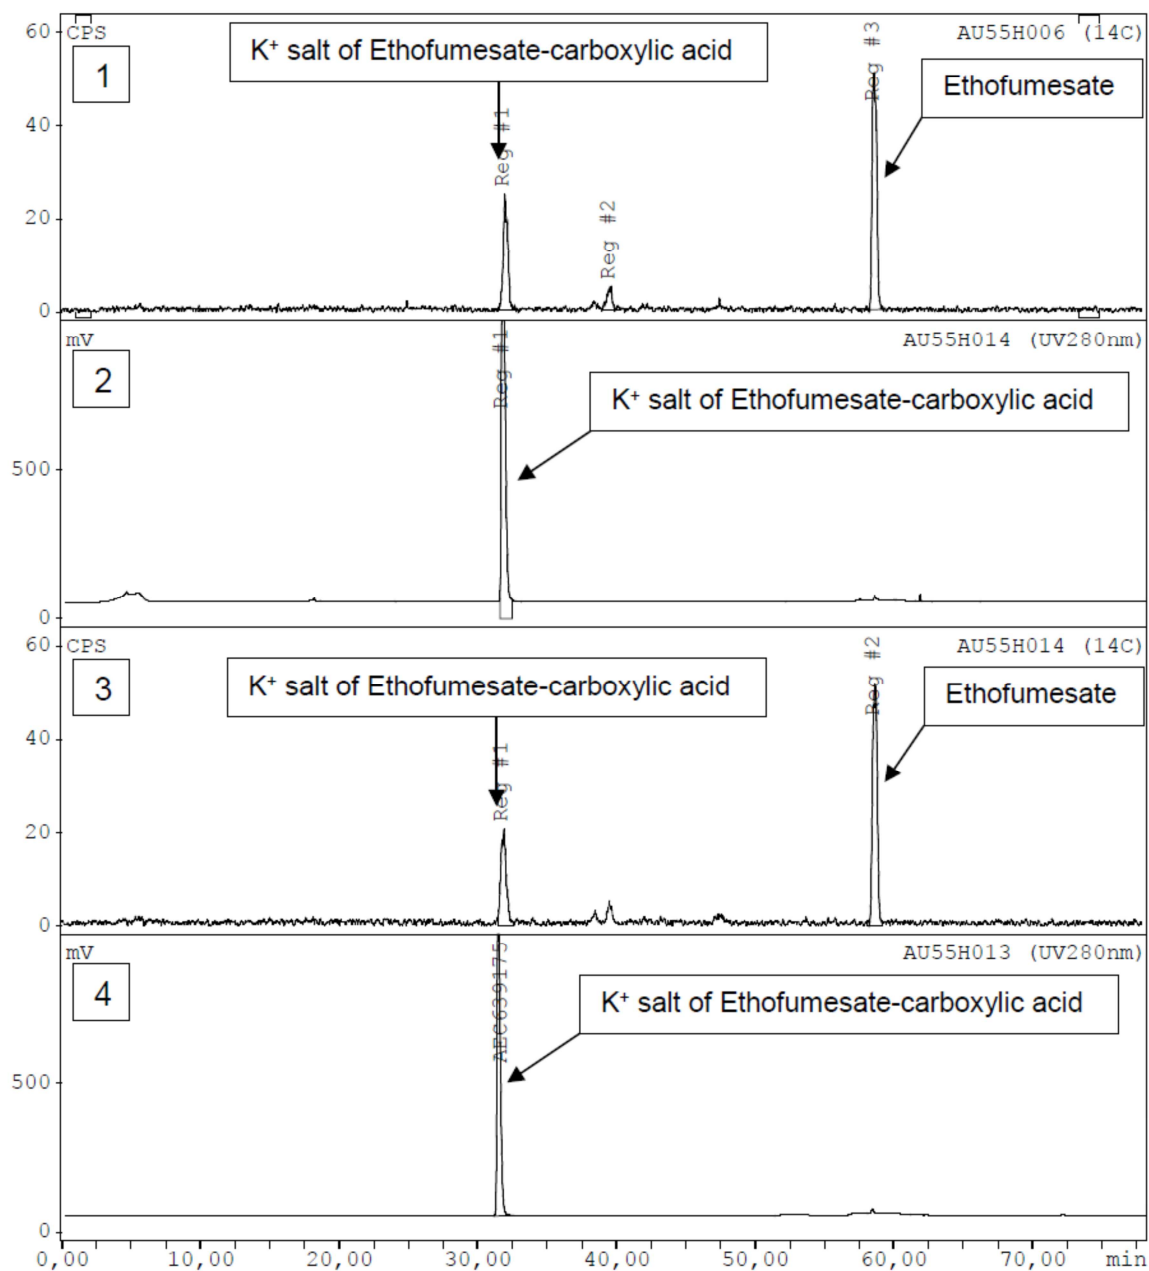 60 CPS AU55H006 (14C)
1
K⁺ salt of Ethofumesate-carboxylic acid
Reg #3
Ethofumesate
40
Reg #1
20
Reg #2
0
mV AU55H014 (UV280nm)
2
Reg #1
K⁺ salt of Ethofumesate-carboxylic acid
500
0
60 CPS AU55H014 (14C)
3
K⁺ salt of Ethofumesate-carboxylic acid
Reg #2
Ethofumesate
40
Reg #1
20
0
mV AU55H013 (UV280nm)
4
AEC639175
K⁺ salt of Ethofumesate-carboxylic acid
500
0
0,00 10,00 20,00 30,00 40,00 50,00 60,00 70,00 min